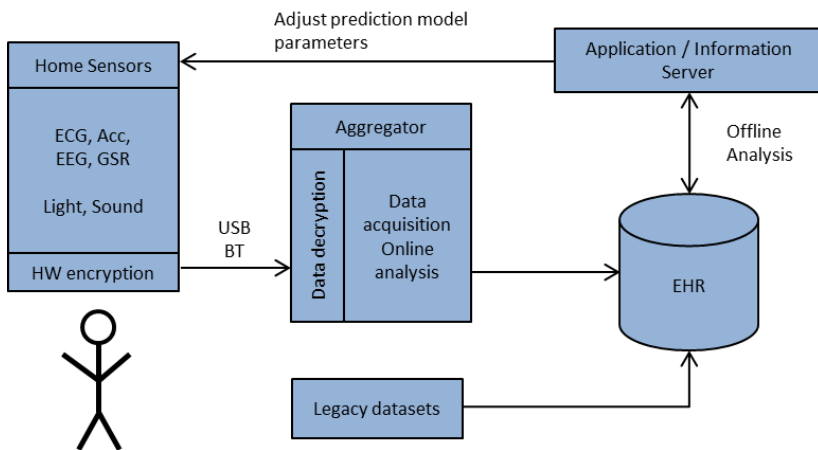 Adjust prediction model
parameters
Home Sensors
ECG, Acc,
EEG, GSR
Light, Sound
HW encryption
USB
BT
Aggregator
Data decryption
Data
acquisition
Online
analysis
Application / Information
Server
Offline
Analysis
EHR
Legacy datasets